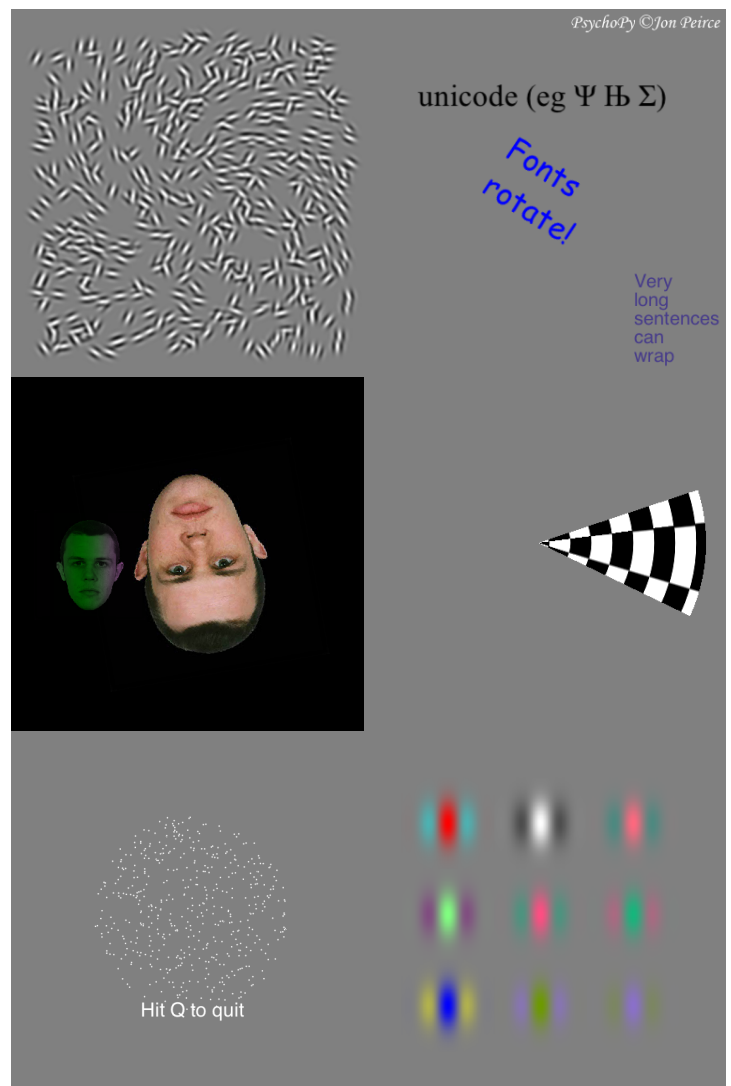 PsychoPy ©Jon Peirce
unicode (eg Ψ Њ Σ)
Fonts
rotate!
Very
long
sentences
can
wrap
Hit Q to quit